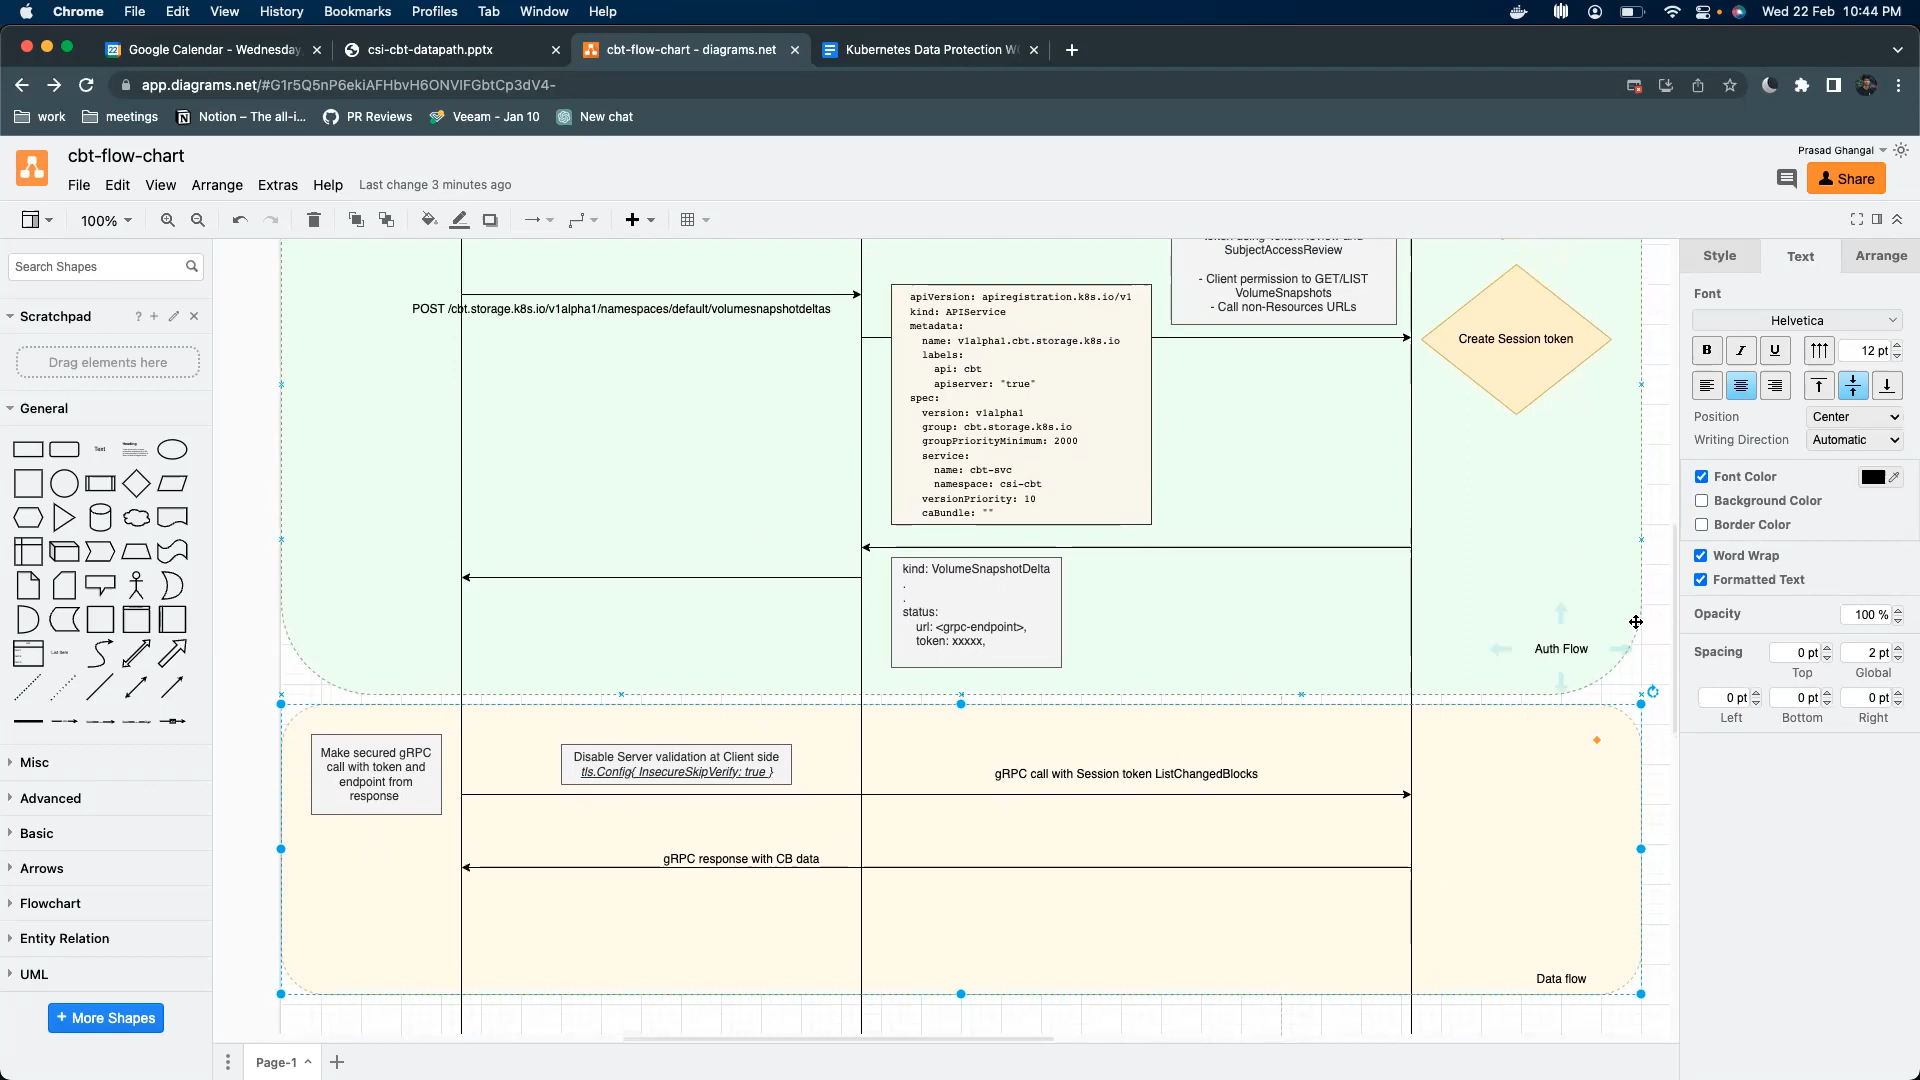 Chrome File Edit View History Bookmarks Profiles Tab Window Help Wed 22 Feb 10:44 PM
Google Calendar - Wednesday, csi-cbt-datapath.pptx cbt-flow-chart - diagrams.net Kubernetes Data Protection W
app.diagrams.net/#G1r5Q5nP6ekiAFHbvH6ONVIFGbtCp3dV4-
work meetings Notion – The all-i... PR Reviews Veeam - Jan 10 New chat
cbt-flow-chart
Prasad Ghangal
File Edit View Arrange Extras Help Last change 3 minutes ago
Share
100%
Search Shapes
Scratchpad
?
Drag elements here
General
Text
Heading
List Item
Misc
Advanced
Basic
Arrows
Flowchart
Entity Relation
UML
+ More Shapes
SubjectAccessReview
- Client permission to GET/LIST
VolumeSnapshots
- Call non-Resources URLs
POST /cbt.storage.k8s.io/v1alpha1/namespaces/default/volumesnapshotdeltas
apiVersion: apiregistration.k8s.io/v1
kind: APIService
metadata:
name: v1alpha1.cbt.storage.k8s.io
labels:
api: cbt
apiserver: "true"
spec:
version: v1alpha1
group: cbt.storage.k8s.io
groupPriorityMinimum: 2000
service:
name: cbt-svc
namespace: csi-cbt
versionPriority: 10
caBundle: ""
Create Session token
kind: VolumeSnapshotDelta
.
.
status:
url: <grpc-endpoint>,
token: xxxxx,
Auth Flow
Make secured gRPC
call with token and
endpoint from
response
Disable Server validation at Client side
tls.Config{ InsecureSkipVerify: true }
gRPC call with Session token ListChangedBlocks
gRPC response with CB data
Data flow
Page-1
Style Text Arrange
Font
Helvetica
B I U 12 pt
Position Center
Writing Direction Automatic
Font Color
Background Color
Border Color
Word Wrap
Formatted Text
Opacity 100 %
Spacing 0 pt 2 pt
Top Global
0 pt 0 pt 0 pt
Left Bottom Right